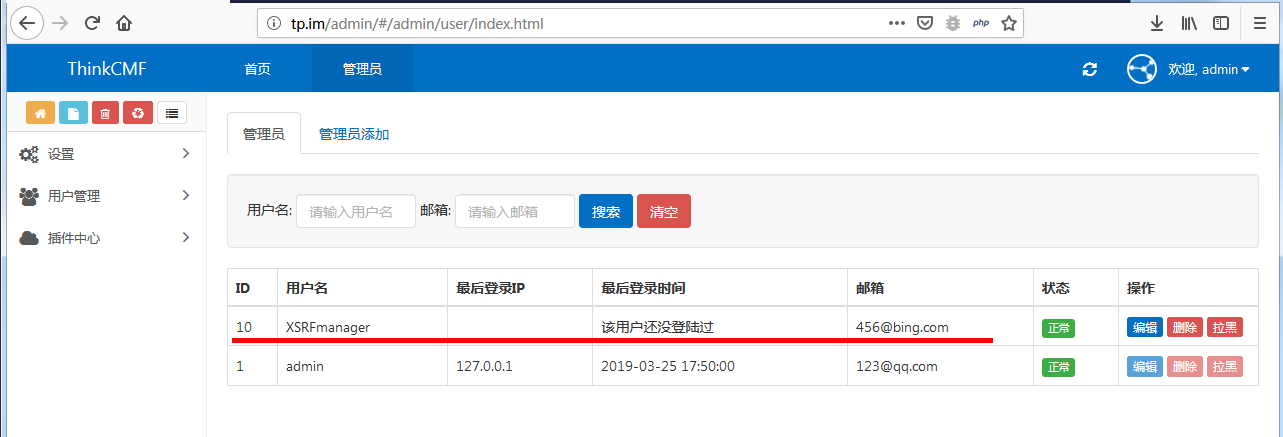 tp.im/admin/#/admin/user/index.html
php
ThinkCMF 首页 管理员 欢迎, admin
管理员 管理员添加
设置
用户管理
插件中心
用户名: 请输入用户名 邮箱: 请输入邮箱 搜索 清空
ID 用户名 最后登录IP 最后登录时间 邮箱 状态 操作
10 XSRFmanager 该用户还没登陆过 456@bing.com 正常 编辑 删除 拉黑
1 admin 127.0.0.1 2019-03-25 17:50:00 123@qq.com 正常 编辑 删除 拉黑